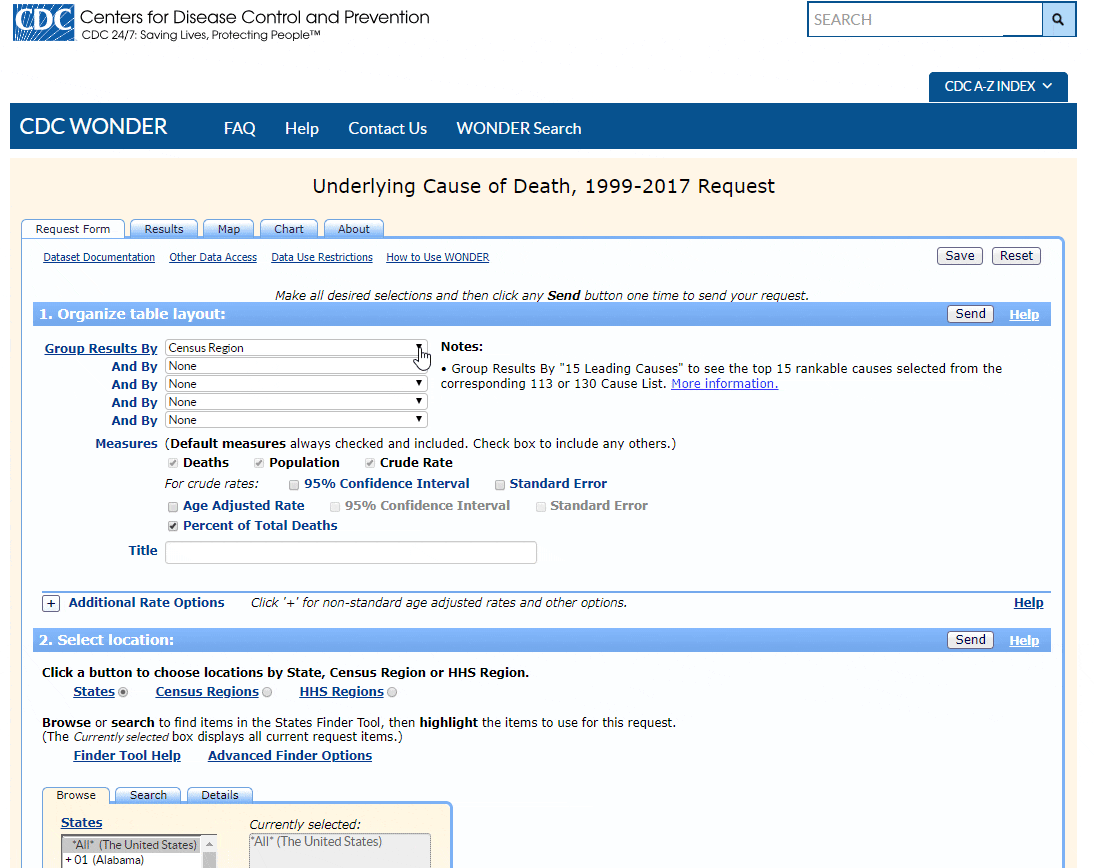 CDC Centers for Disease Control and Prevention
CDC 24/7: Saving Lives, Protecting People™
SEARCH
CDC A-Z INDEX
CDC WONDER FAQ Help Contact Us WONDER Search
Underlying Cause of Death, 1999-2017 Request
Request Form Results Map Chart About
Dataset Documentation Other Data Access Data Use Restrictions How to Use WONDER Save Reset
Make all desired selections and then click any Send button one time to send your request.
1. Organize table layout: Send Help
Group Results By Census Region
And By None
And By None
And By None
And By None
Notes:
• Group Results By "15 Leading Causes" to see the top 15 rankable causes selected from the
corresponding 113 or 130 Cause List. More information.
Measures (Default measures always checked and included. Check box to include any others.)
Deaths Population Crude Rate
For crude rates: 95% Confidence Interval Standard Error
Age Adjusted Rate 95% Confidence Interval Standard Error
Percent of Total Deaths
Title
+ Additional Rate Options Click '+' for non-standard age adjusted rates and other options. Help
2. Select location: Send Help
Click a button to choose locations by State, Census Region or HHS Region.
States Census Regions HHS Regions
Browse or search to find items in the States Finder Tool, then highlight the items to use for this request.
(The Currently selected box displays all current request items.)
Finder Tool Help Advanced Finder Options
Browse Search Details
States Currently selected:
*All* (The United States) *All* (The United States)
+ 01 (Alabama)